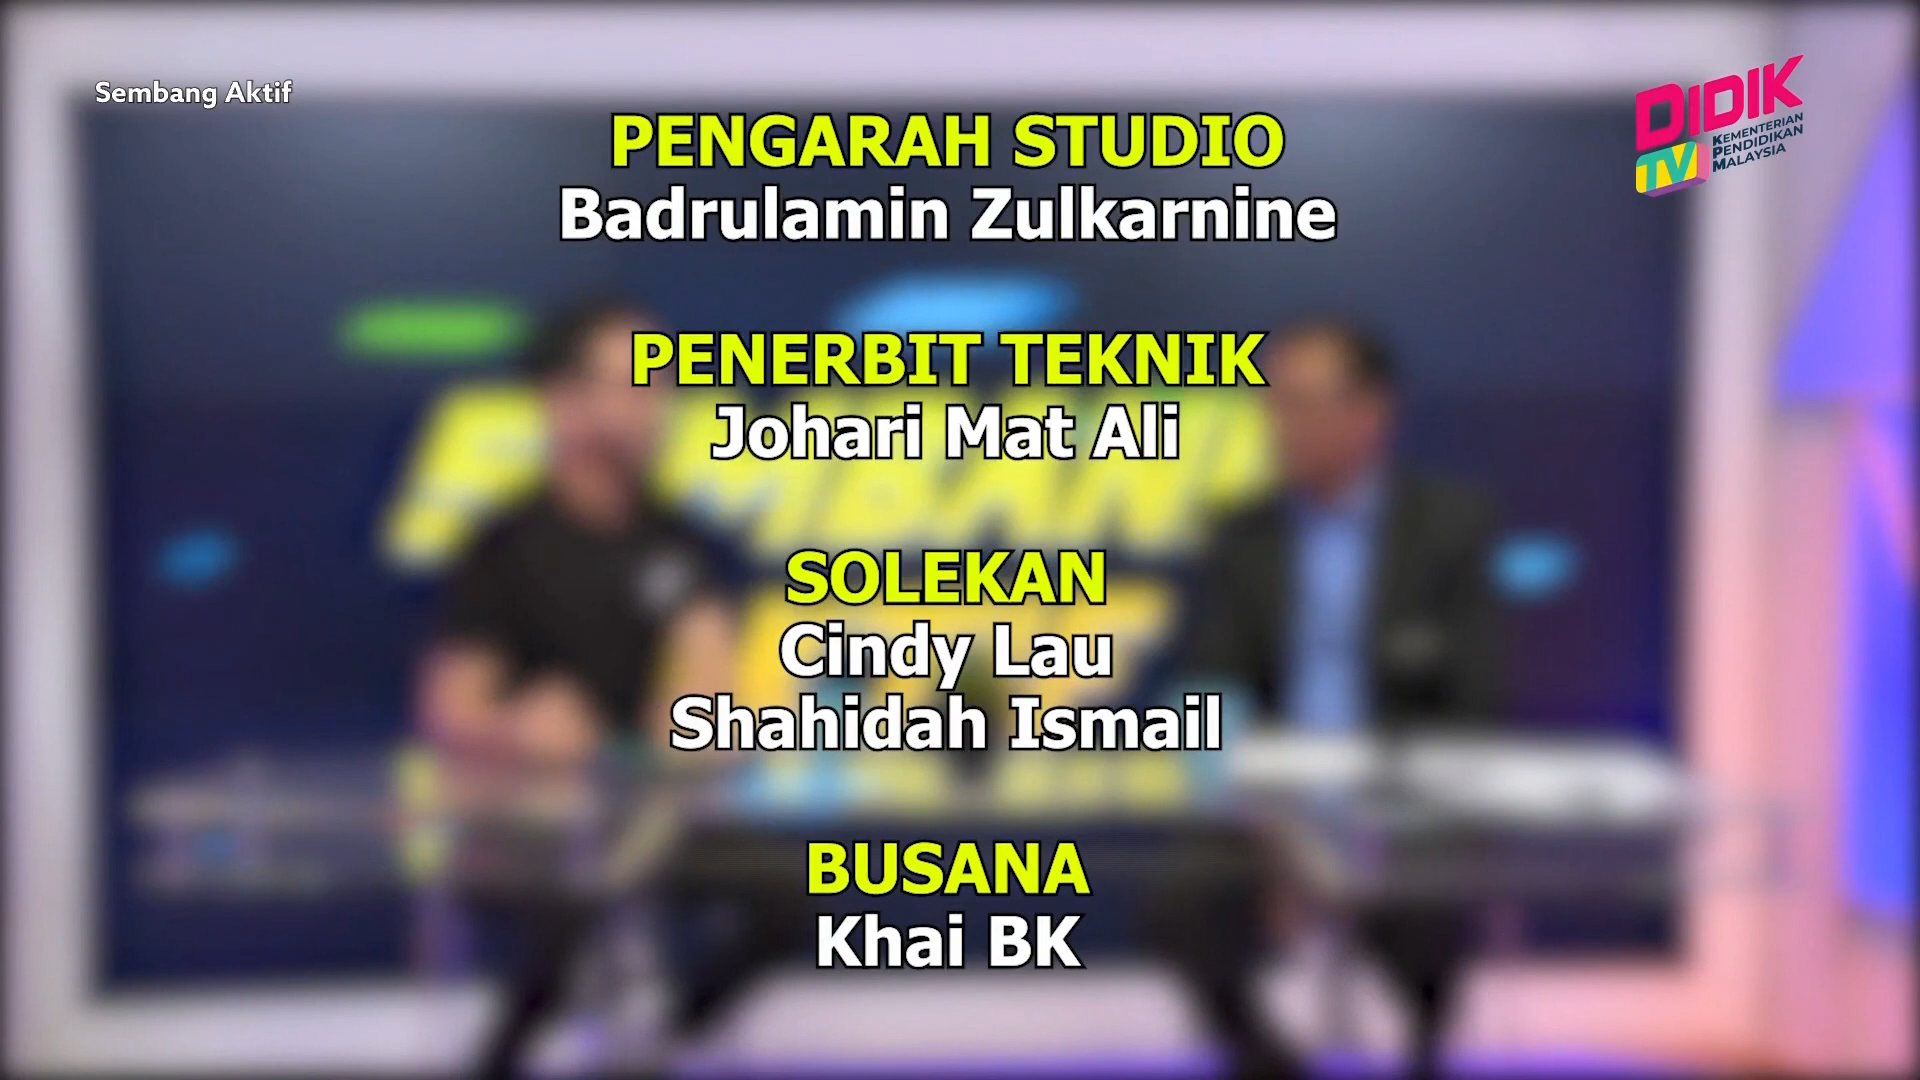 Sembang Aktif
DIDIK
TV
KEMENTERIAN
PENDIDIKAN
MALAYSIA
PENGARAH STUDIO
Badrulamin Zulkarnine
PENERBIT TEKNIK
Johari Mat Ali
SOLEKAN
Cindy Lau
Shahidah Ismail
BUSANA
Khai BK